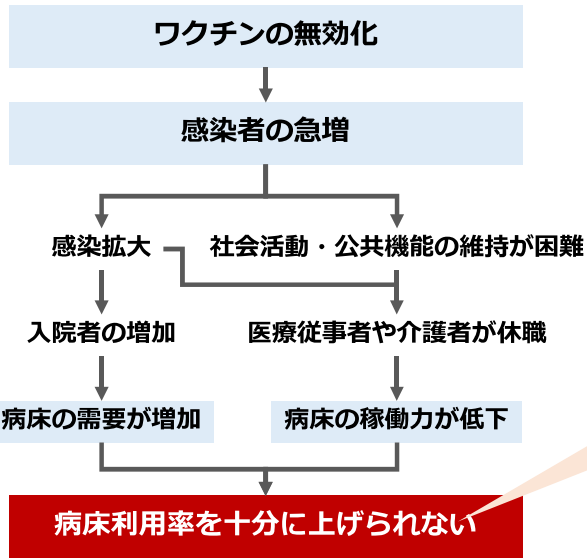 ワクチンの無効化
感染者の急増
感染拡大
社会活動・公共機能の維持が困難
入院者の増加
医療従事者や介護者が休職
病床の需要が増加
病床の稼働力が低下
病床利用率を十分に上げられない